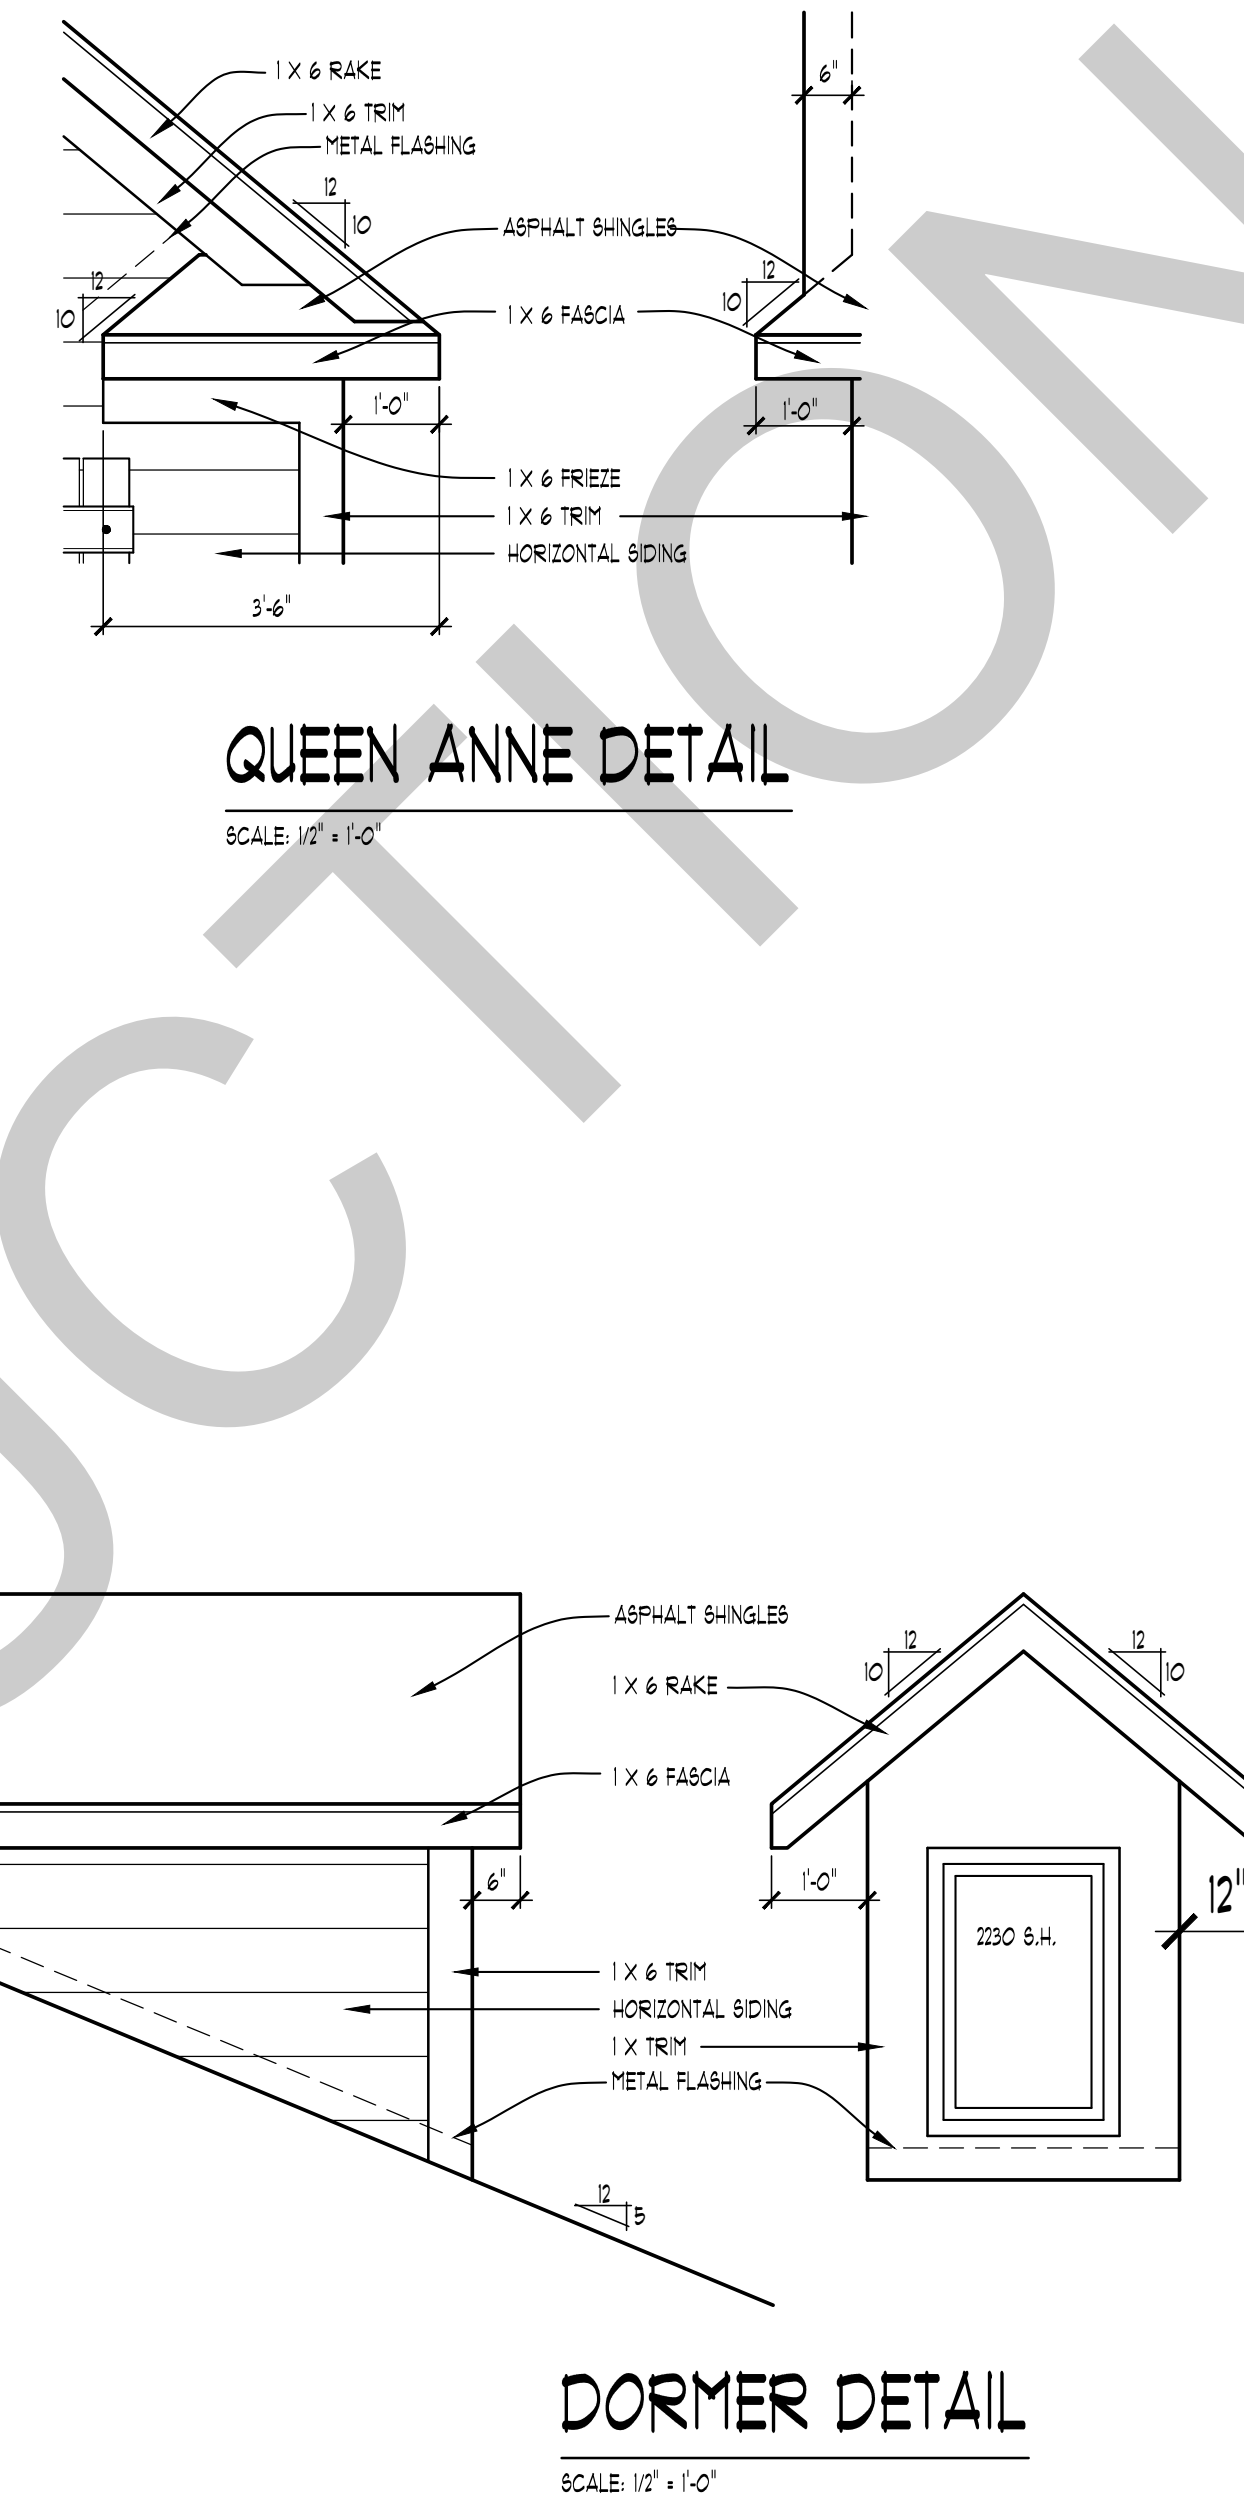 1 X 6 RAKE
6"
1 X 6 TRIM
METAL FLASHING
12
10
ASPHALT SHINGLES
12
10
12
10
1 X 6 FASCIA
1'-0"
1'-0"
1 X 6 FRIEZE
1 X 6 TRIM
HORIZONTAL SIDING
3'-6"
QUEEN ANNE DETAIL
SCALE: 1/2" = 1'-0"
ASPHALT SHINGLES
12
10
12
10
1 X 6 RAKE
1 X 6 FASCIA
6"
1'-0"
12"
2230 S.H.
1 X 6 TRIM
HORIZONTAL SIDING
1 X TRIM
METAL FLASHING
12
5
DORMER DETAIL
SCALE: 1/2" = 1'-0"
UCTION